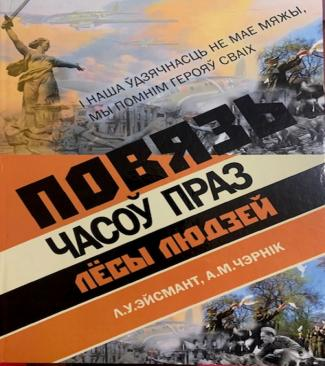 І НАША ЎДЗЯЧНАСЦЬ НЕ МАЕ МЯЖЫ,
МЫ ПОМНІМ ГЕРОЯЎ СВАІХ
ПОВЯЗЬ
ЧАСОЎ ПРАЗ
ЛЁСЫ ЛЮДЗЕЙ
Л.У.ЭЙСМАНТ, А.М.ЧЭРНІК